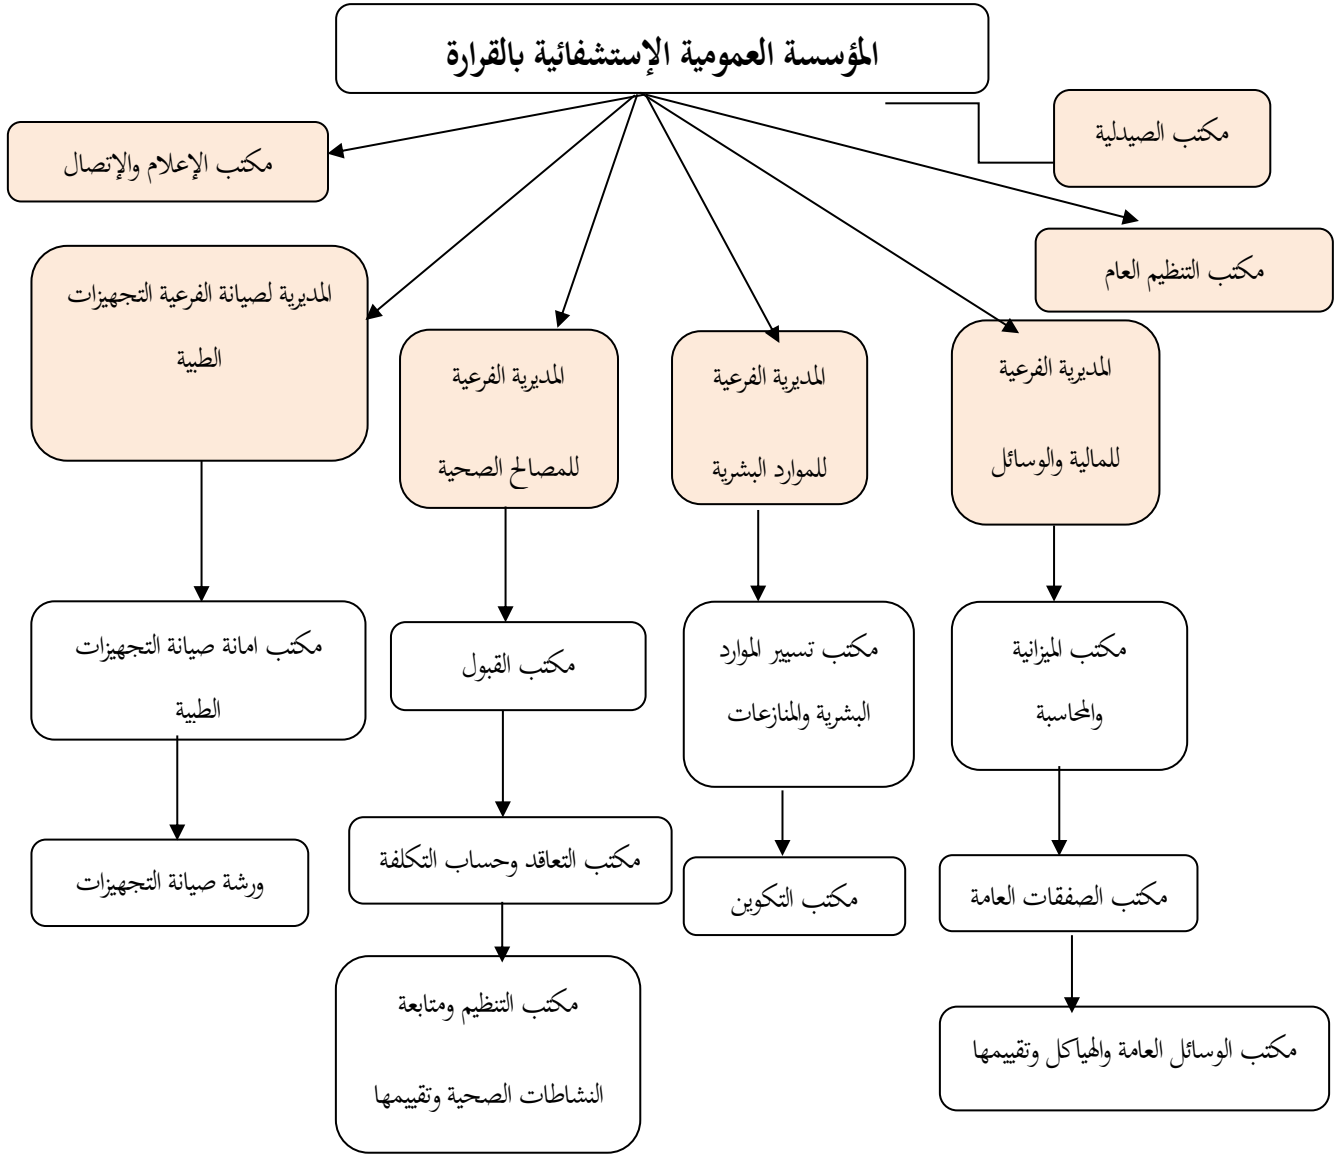 المؤسسة العمومية الإستشفائية بالقرارة
مكتب الصيدلية
مكتب الإعلام والإتصال
مكتب التنظيم العام
المديرية الفرعية
للمالية والوسائل
المديرية الفرعية
للموارد البشرية
المديرية الفرعية
للمصالح الصحية
المديرية لصيانة الفرعية التجهيزات
الطبية
مكتب الميزانية
والمحاسبة
مكتب تسيير الموارد
البشرية والمنازعات
مكتب القبول
مكتب امانة صيانة التجهيزات
الطبية
مكتب الصفقات العامة
مكتب التكوين
مكتب التعاقد وحساب التكلفة
ورشة صيانة التجهيزات
مكتب الوسائل العامة والهياكل وتقييمها
مكتب التنظيم ومتابعة
النشاطات الصحية وتقييمها